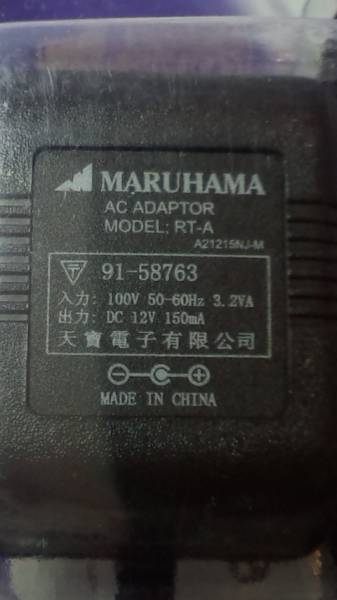 MARUHAMA
AC ADAPTOR
MODEL: RT-A
A21215NJ-M
〒 91-58763
入力: 100V 50-60Hz 3.2VA
出力: DC 12V 150mA
天寶電子有限公司
MADE IN CHINA